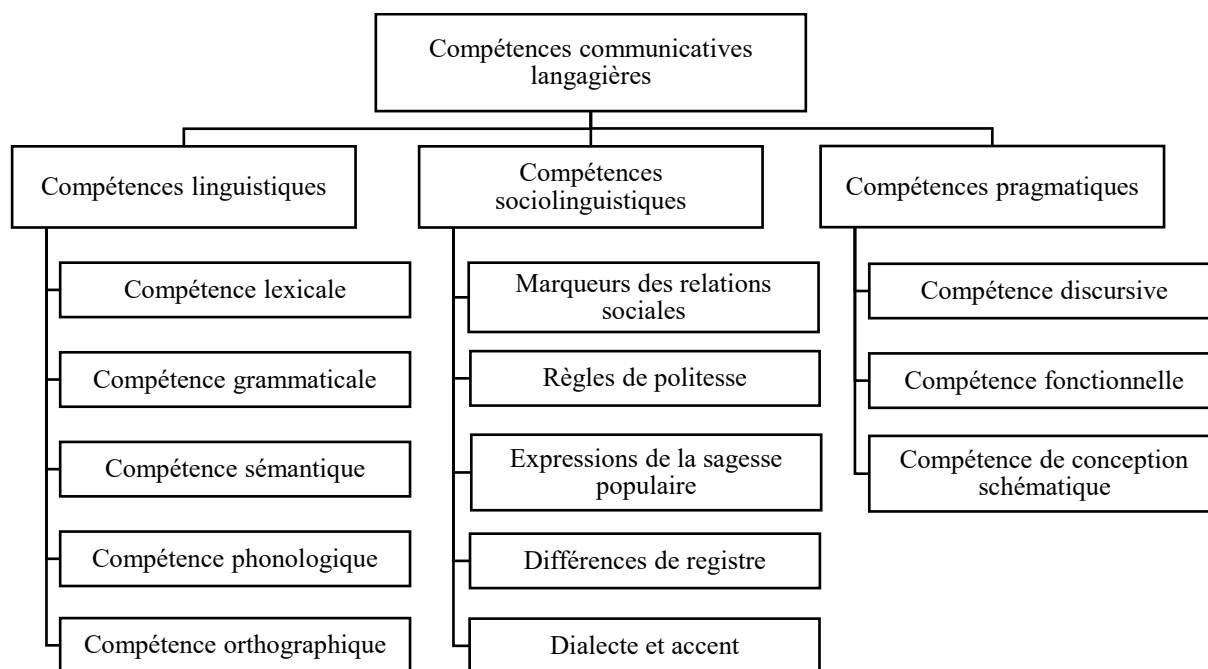 Compétences communicatives
langagières
Compétences linguistiques
Compétences
sociolinguistiques
Compétences pragmatiques
Compétence lexicale
Compétence grammaticale
Compétence sémantique
Compétence phonologique
Compétence orthographique
Marqueurs des relations
sociales
Règles de politesse
Expressions de la sagesse
populaire
Différences de registre
Dialecte et accent
Compétence discursive
Compétence fonctionnelle
Compétence de conception
schématique